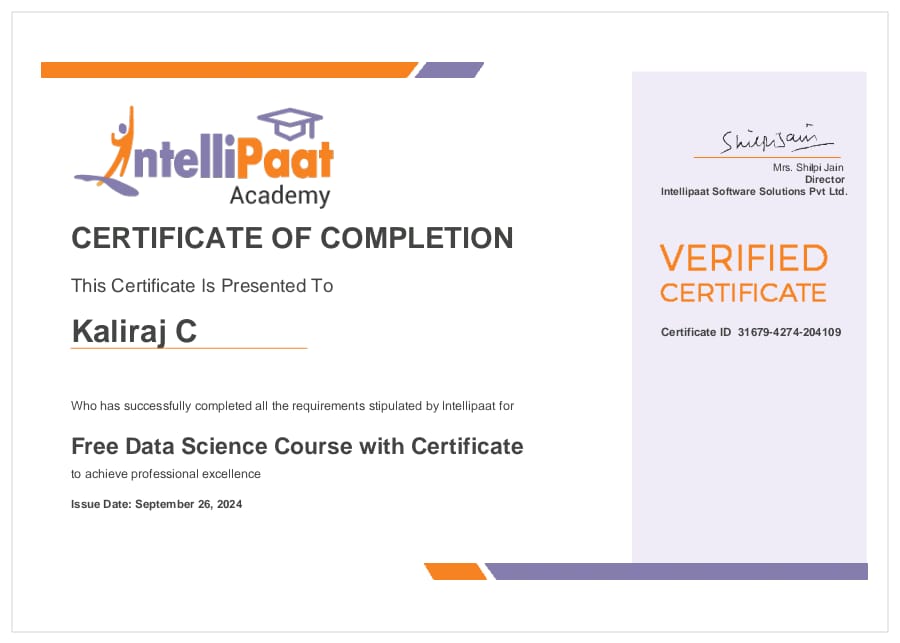 IntelliPaat
Academy
CERTIFICATE OF COMPLETION
This Certificate Is Presented To
Kaliraj C
Who has successfully completed all the requirements stipulated by Intellipaat for
Free Data Science Course with Certificate
to achieve professional excellence
Issue Date: September 26, 2024
Shilpi Jain
Mrs. Shilpi Jain
Director
Intellipaat Software Solutions Pvt Ltd.
VERIFIED
CERTIFICATE
Certificate ID 31679-4274-204109